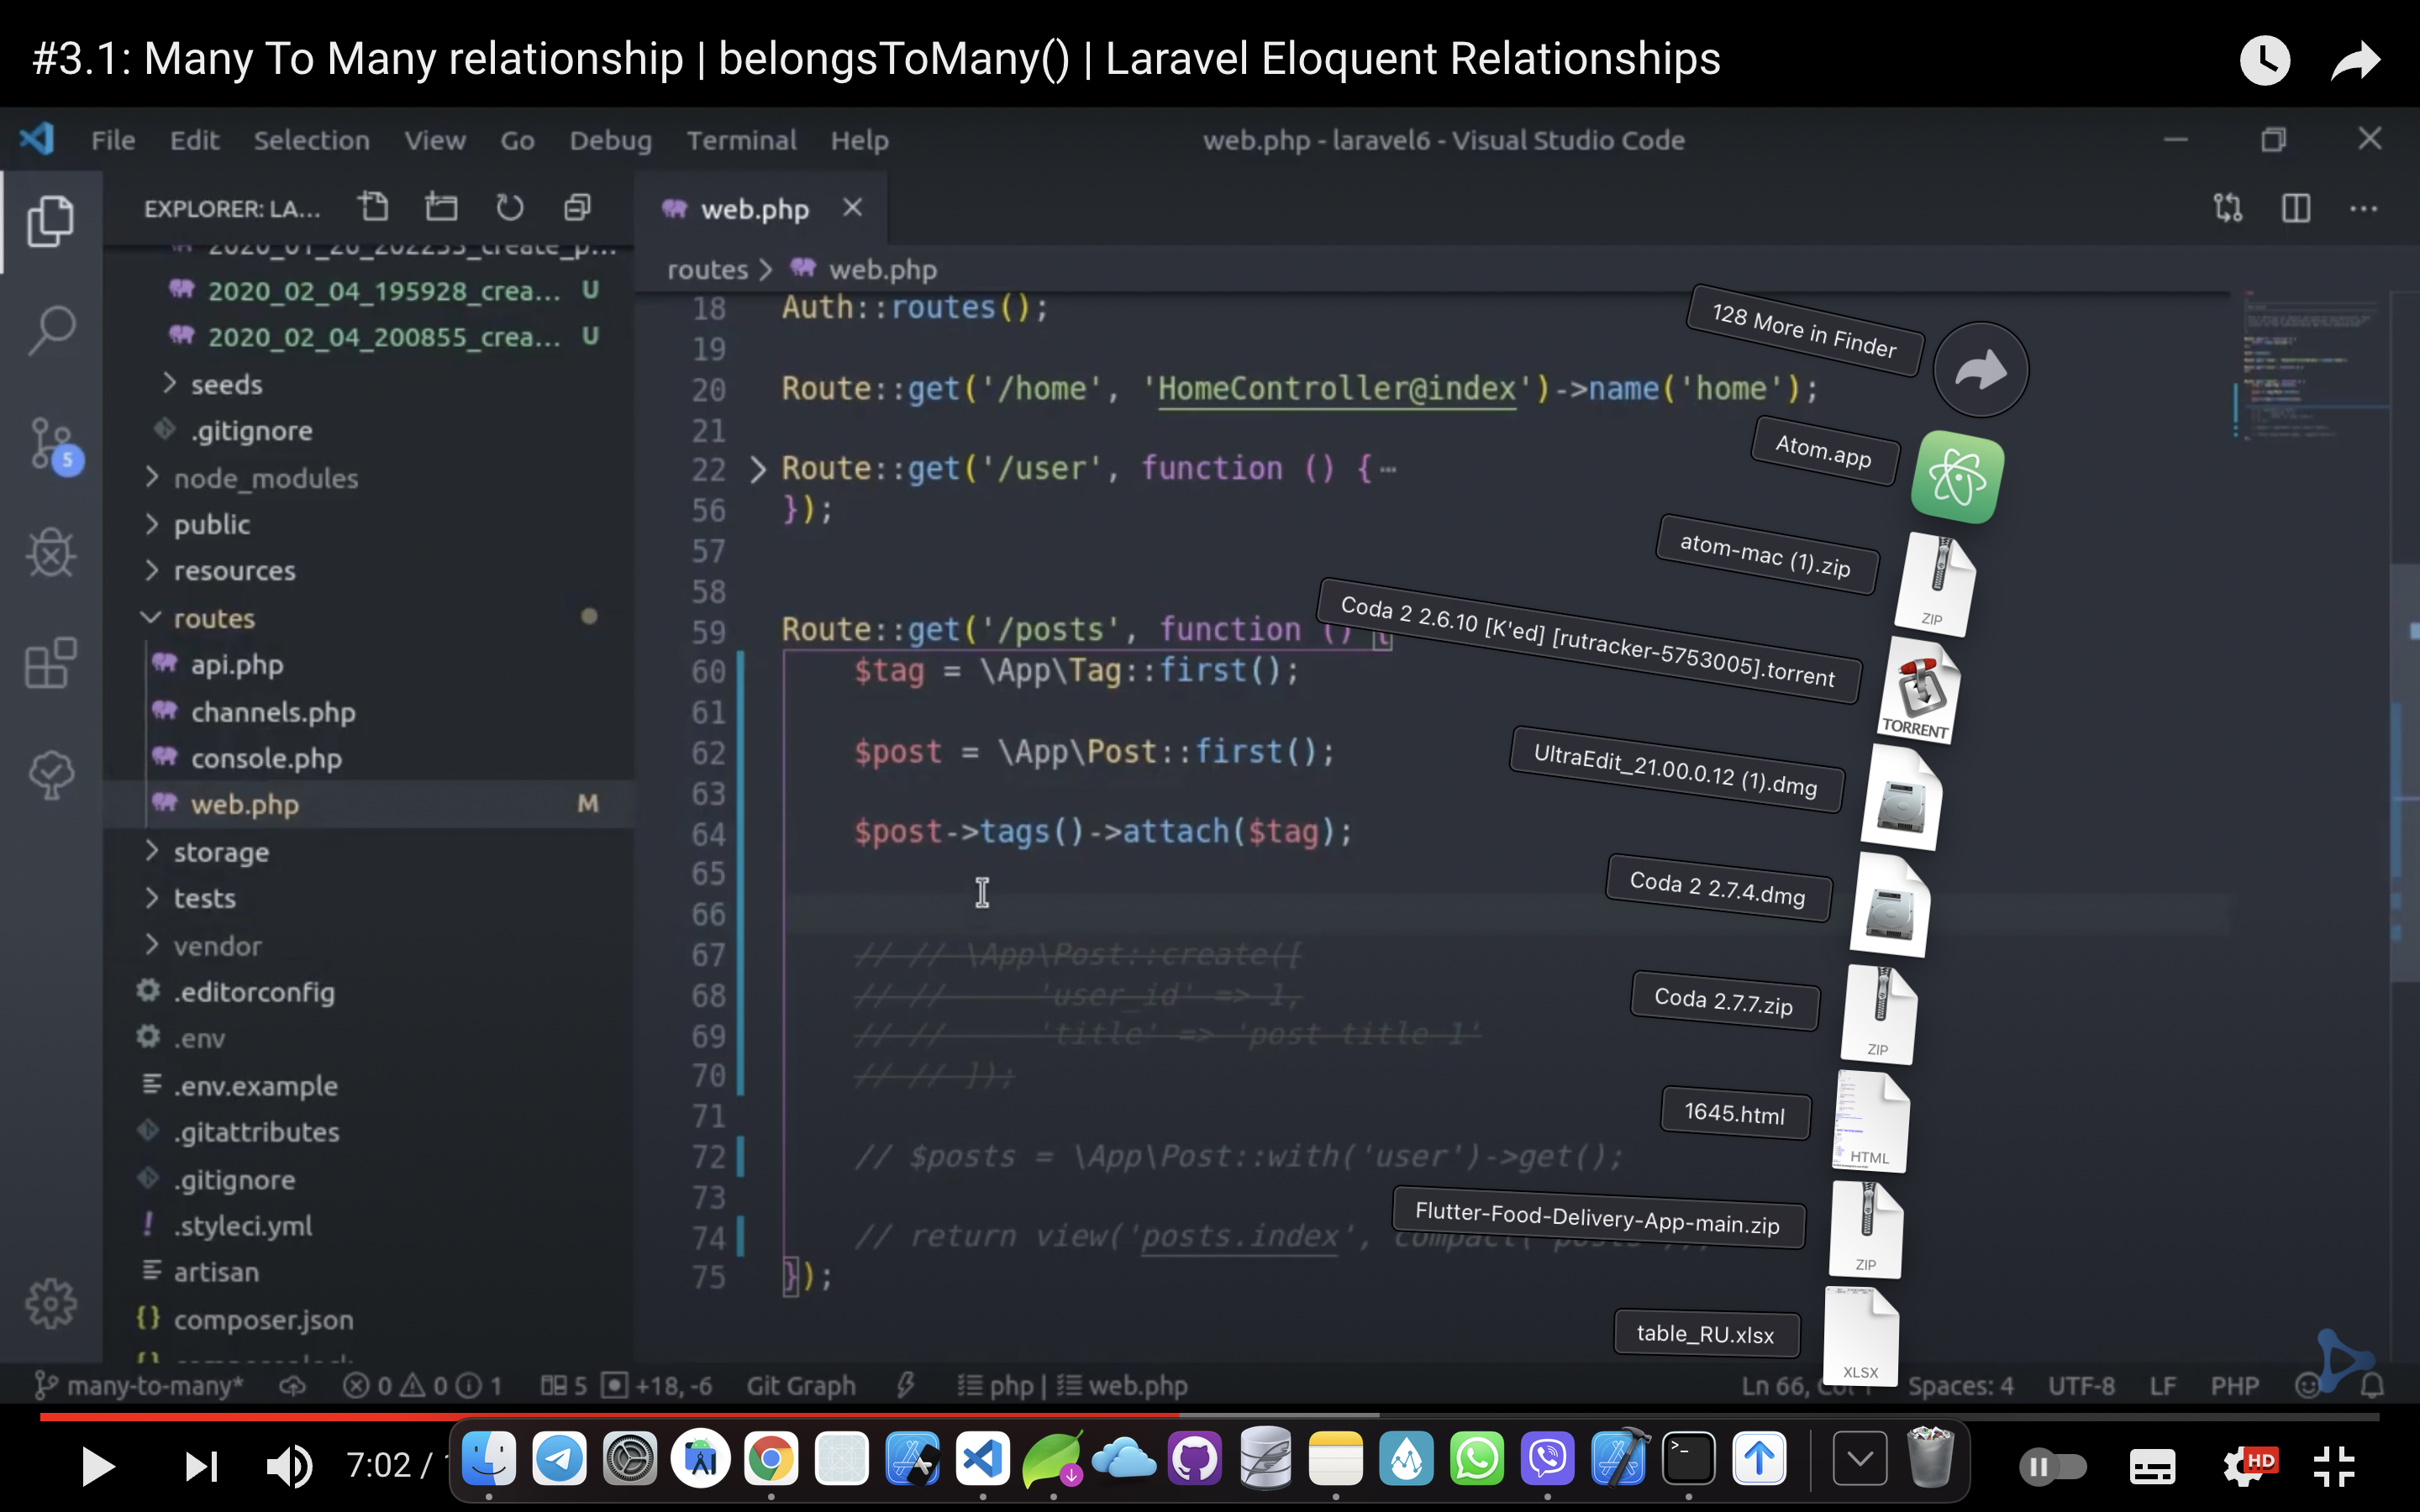 #3.1: Many To Many relationship | belongsToMany() | Laravel Eloquent Relationships
File Edit Selection View Go Debug Terminal Help
web.php - laravel6 - Visual Studio Code
EXPLORER: LA...
web.php
2020_01_26_202253_create_p...
routes > web.php
2020_02_04_195928_crea... U
2020_02_04_200855_crea... U
seeds
.gitignore
5
node_modules
public
resources
routes
api.php
channels.php
console.php
web.php M
storage
tests
vendor
.editorconfig
.env
.env.example
.gitattributes
.gitignore
.styleci.yml
artisan
composer.json
18 Auth::routes();
19
20 Route::get('/home', 'HomeController@index')->name('home');
21
22 Route::get('/user', function () {
56 });
57
58
59 Route::get('/posts', function () {
60 $tag = \App\Tag::first();
61
62 $post = \App\Post::first();
63
64 $post->tags()->attach($tag);
65
66
67 // // \App\Post::create([
68 // // 'user_id' => 1,
69 // // 'title' => 'post title 1'
70 // // ]);
71
72 // $posts = \App\Post::with('user')->get();
73
74 // return view('posts.index',
75 });
128 More in Finder
Atom.app
atom-mac (1).zip
ZIP
Coda 2 2.6.10 [K'ed] [rutracker-5753005].torrent
TORRENT
UltraEdit_21.00.0.12 (1).dmg
Coda 2 2.7.4.dmg
Coda 2.7.7.zip
ZIP
1645.html
HTML
Flutter-Food-Delivery-App-main.zip
ZIP
table_RU.xlsx
XLSX
many-to-many* 0 0 1 5 +18, -6 Git Graph php | web.php
Ln 66, Spaces: 4 UTF-8 LF PHP
7:02 /
HD